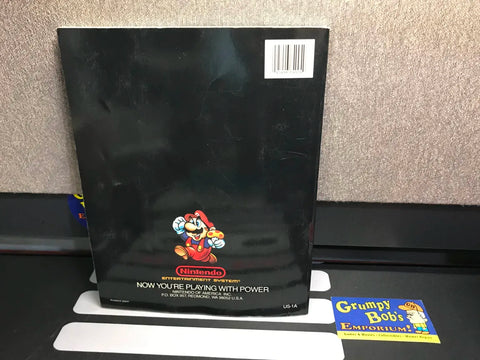 Nintendo
ENTERTAINMENT SYSTEM
NOW YOU'RE PLAYING WITH POWER
NINTENDO OF AMERICA INC.
P.O. BOX 957, REDMOND, WA 98052 U.S.A.
US-1A
GRUMPY
BOB'S
EMPORIUM!